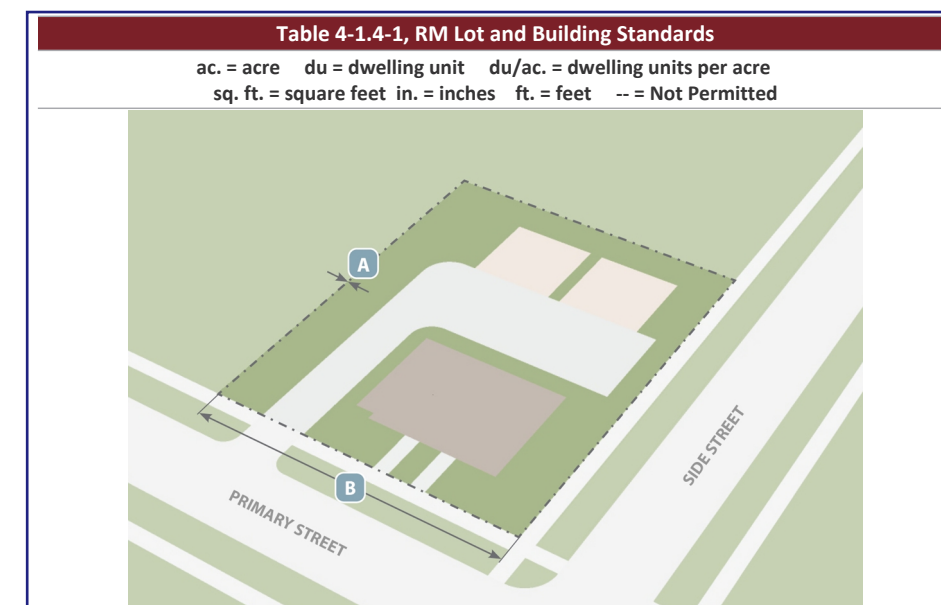 Table 4-1.4-1, RM Lot and Building Standards
ac. = acre du = dwelling unit du/ac. = dwelling units per acre
sq. ft. = square feet in. = inches ft. = feet -- = Not Permitted
A
B
SIDE STREET
PRIMARY STREET